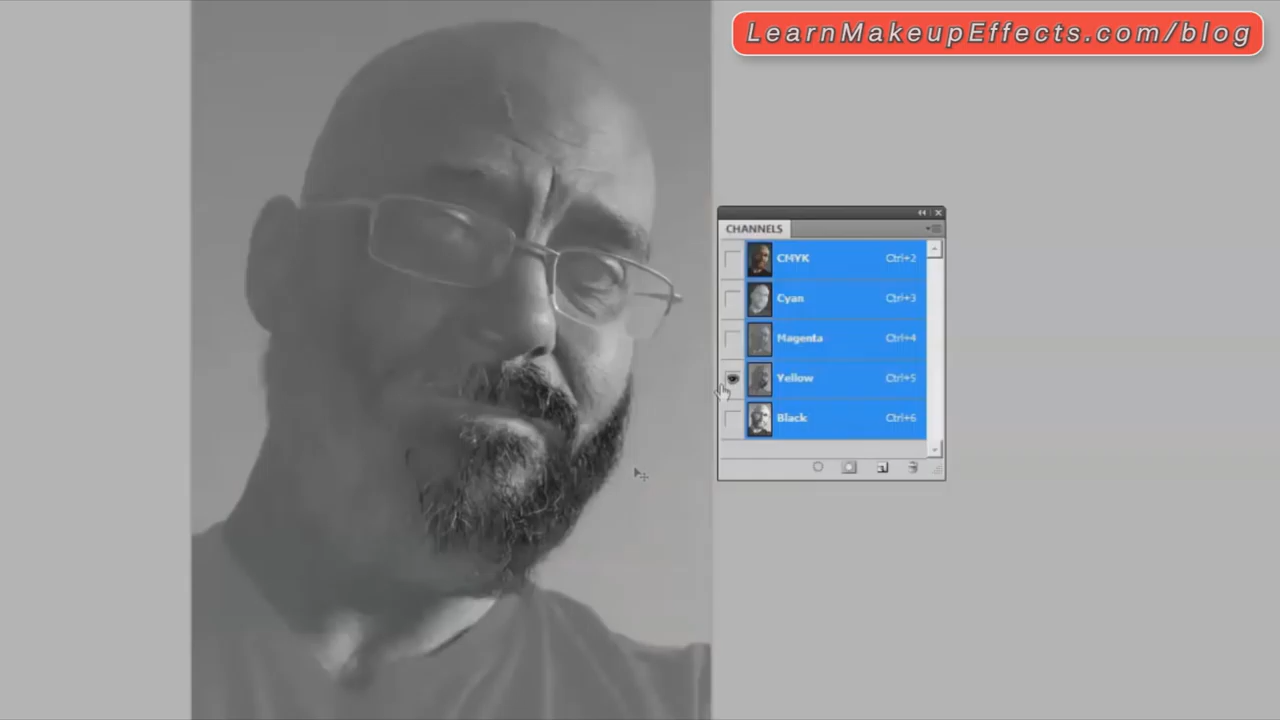 LearnMakeupEffects.com/blog
CHANNELS
CMYK Ctrl+2
Cyan Ctrl+3
Magenta Ctrl+4
Yellow Ctrl+5
Black Ctrl+6